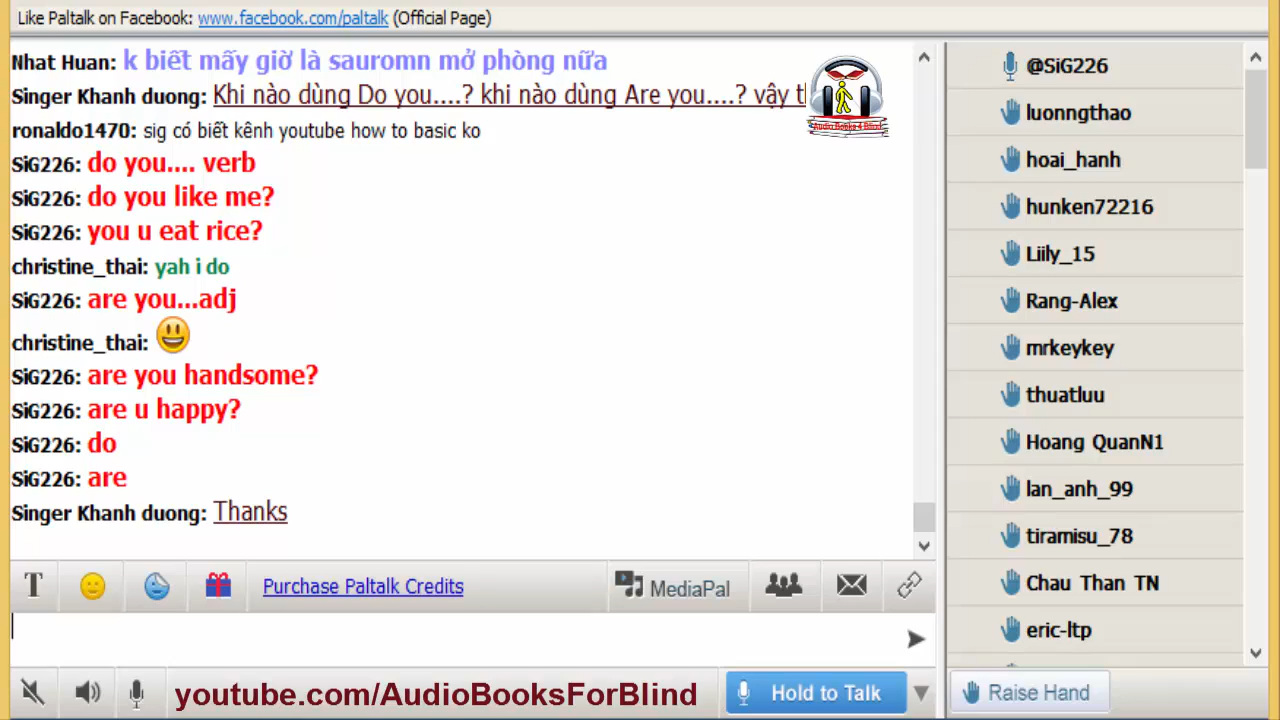 Like Paltalk on Facebook: www.facebook.com/paltalk (Official Page)
Nhat Huan: k biết mấy giờ là sauromn mở phòng nữa
Singer Khanh duong: Khi nào dùng Do you....? khi nào dùng Are you....? vậy
ronaldo1470: sig có biết kênh youtube how to basic ko
SiG226: do you.... verb
SiG226: do you like me?
SiG226: you u eat rice?
christine_thai: yah i do
SiG226: are you...adj
christine_thai:
SiG226: are you handsome?
SiG226: are u happy?
SiG226: do
SiG226: are
Singer Khanh duong: Thanks
Audio Books 4 Blind
@SiG226
luonngthao
hoai_hanh
hunken72216
Liily_15
Rang-Alex
mrkeykey
thuatluu
Hoang QuanN1
lan_anh_99
tiramisu_78
Chau Than TN
eric-ltp
T
Purchase Paltalk Credits
MediaPal
youtube.com/AudioBooksForBlind
Hold to Talk
Raise Hand